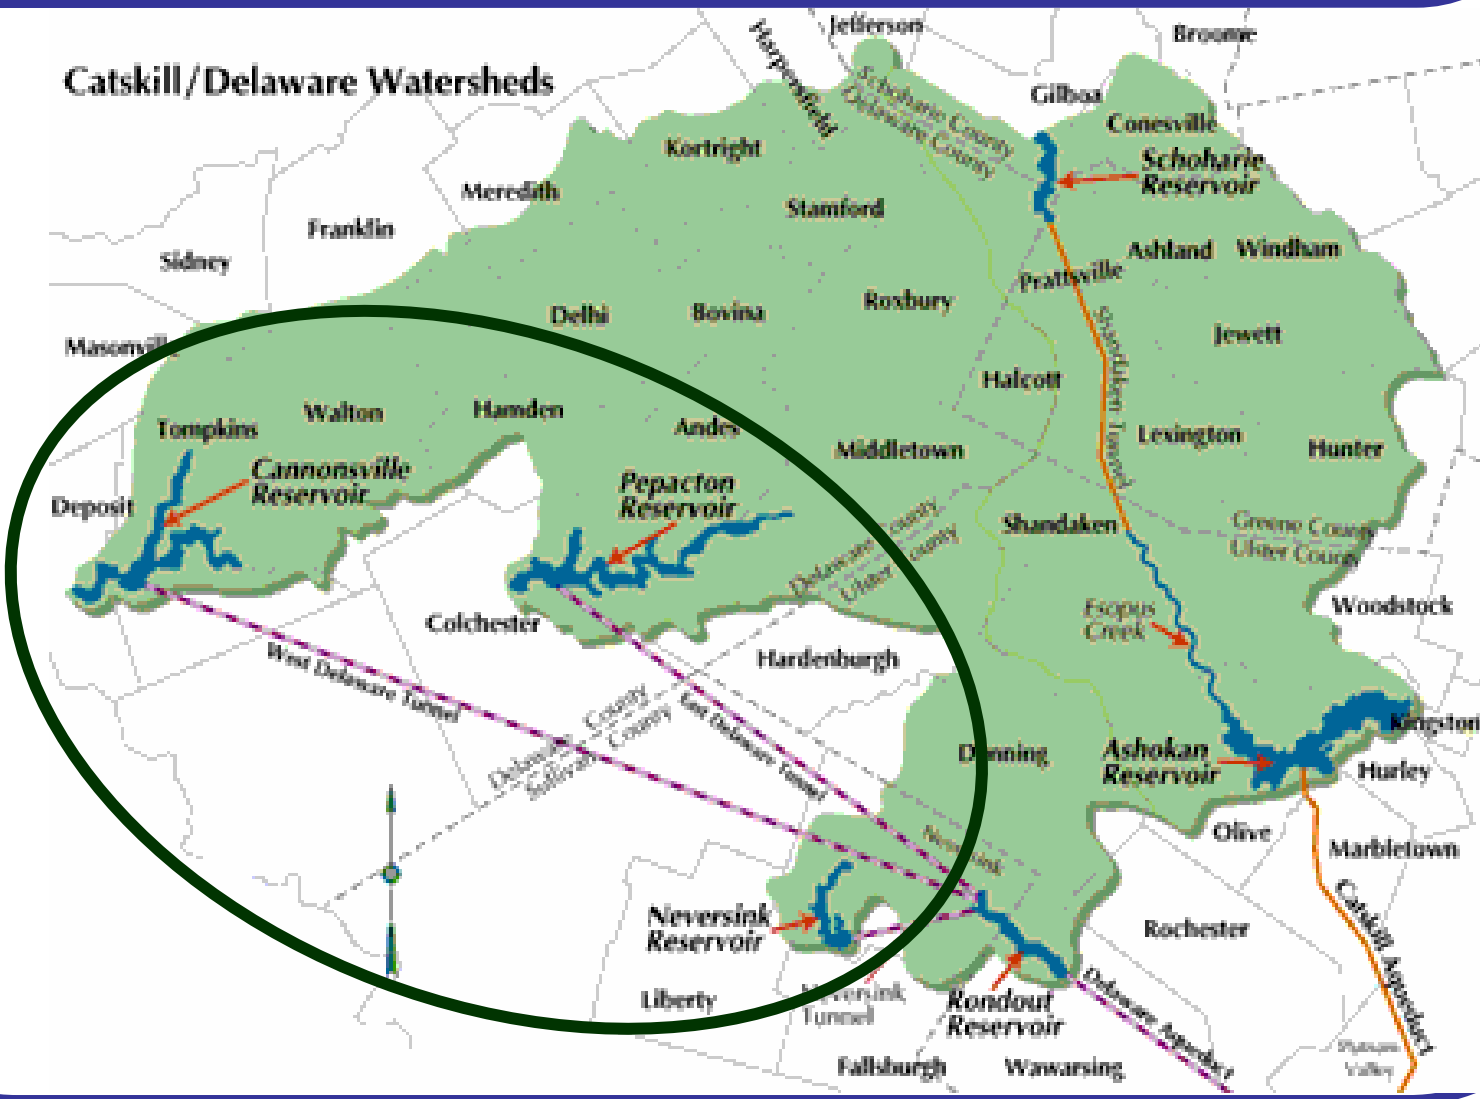 Jefferson
Broome
Harpersfield
Catskill/Delaware Watersheds
Gilboa
Schoharie County
Delaware County
Conesville
Kortright
Schoharie
Reservoir
Meredith
Stamford
Franklin
Ashland
Windham
Sidney
Prattsville
Roxbury
Bovina
Delhi
Shandaken Tunnel
Jewett
Masonville
Halcott
Walton
Hamden
Andes
Tompkins
Middletown
Lexington
Hunter
Cannonsville
Reservoir
Pepacton
Reservoir
Deposit
Delaware County
Ulster County
Shandaken
Greene County
Ulster County
Woodstock
Esopus
Creek
Colchester
Hardenburgh
West Delaware Tunnel
East Delaware Tunnel
Delaware County
Sullivan County
Kingston
Denning
Ashokan
Reservoir
Hurley
Olive
Neversink
Marbletown
Neversink
Reservoir
Rochester
Catskill Aqueduct
Liberty
Neversink
Tunnel
Rondout
Reservoir
Delaware Aqueduct
Putnam
Valley
Fallsburgh
Wawarsing